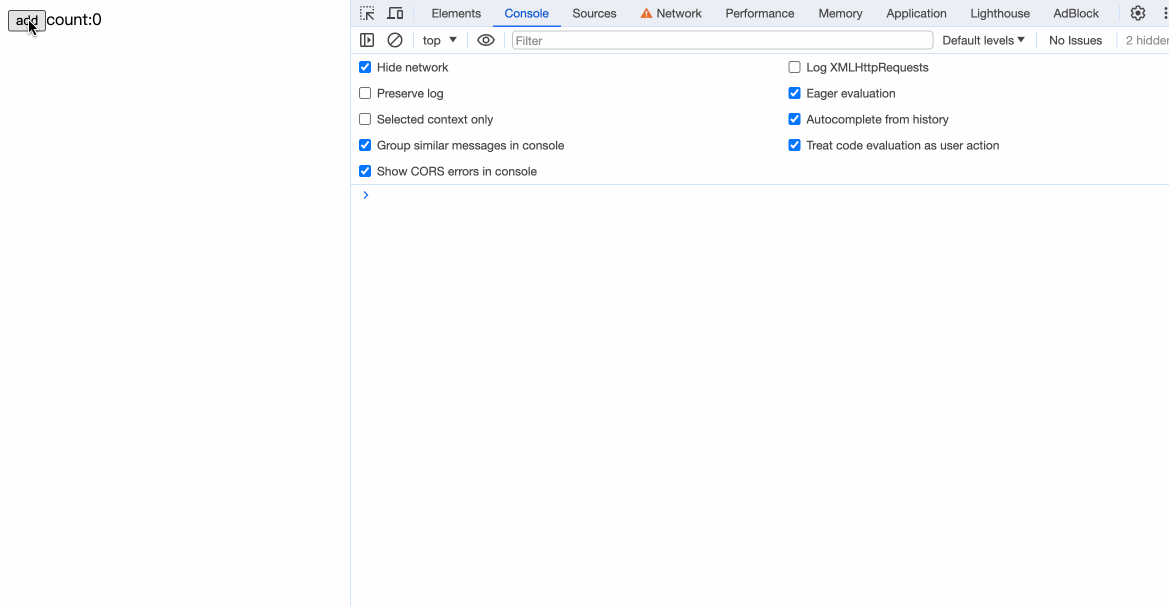 add count:0
Elements Console Sources Network Performance Memory Application Lighthouse AdBlock
top Filter Default levels No Issues 2 hidden
Hide network Log XMLHttpRequests
Preserve log Eager evaluation
Selected context only Autocomplete from history
Group similar messages in console Treat code evaluation as user action
Show CORS errors in console